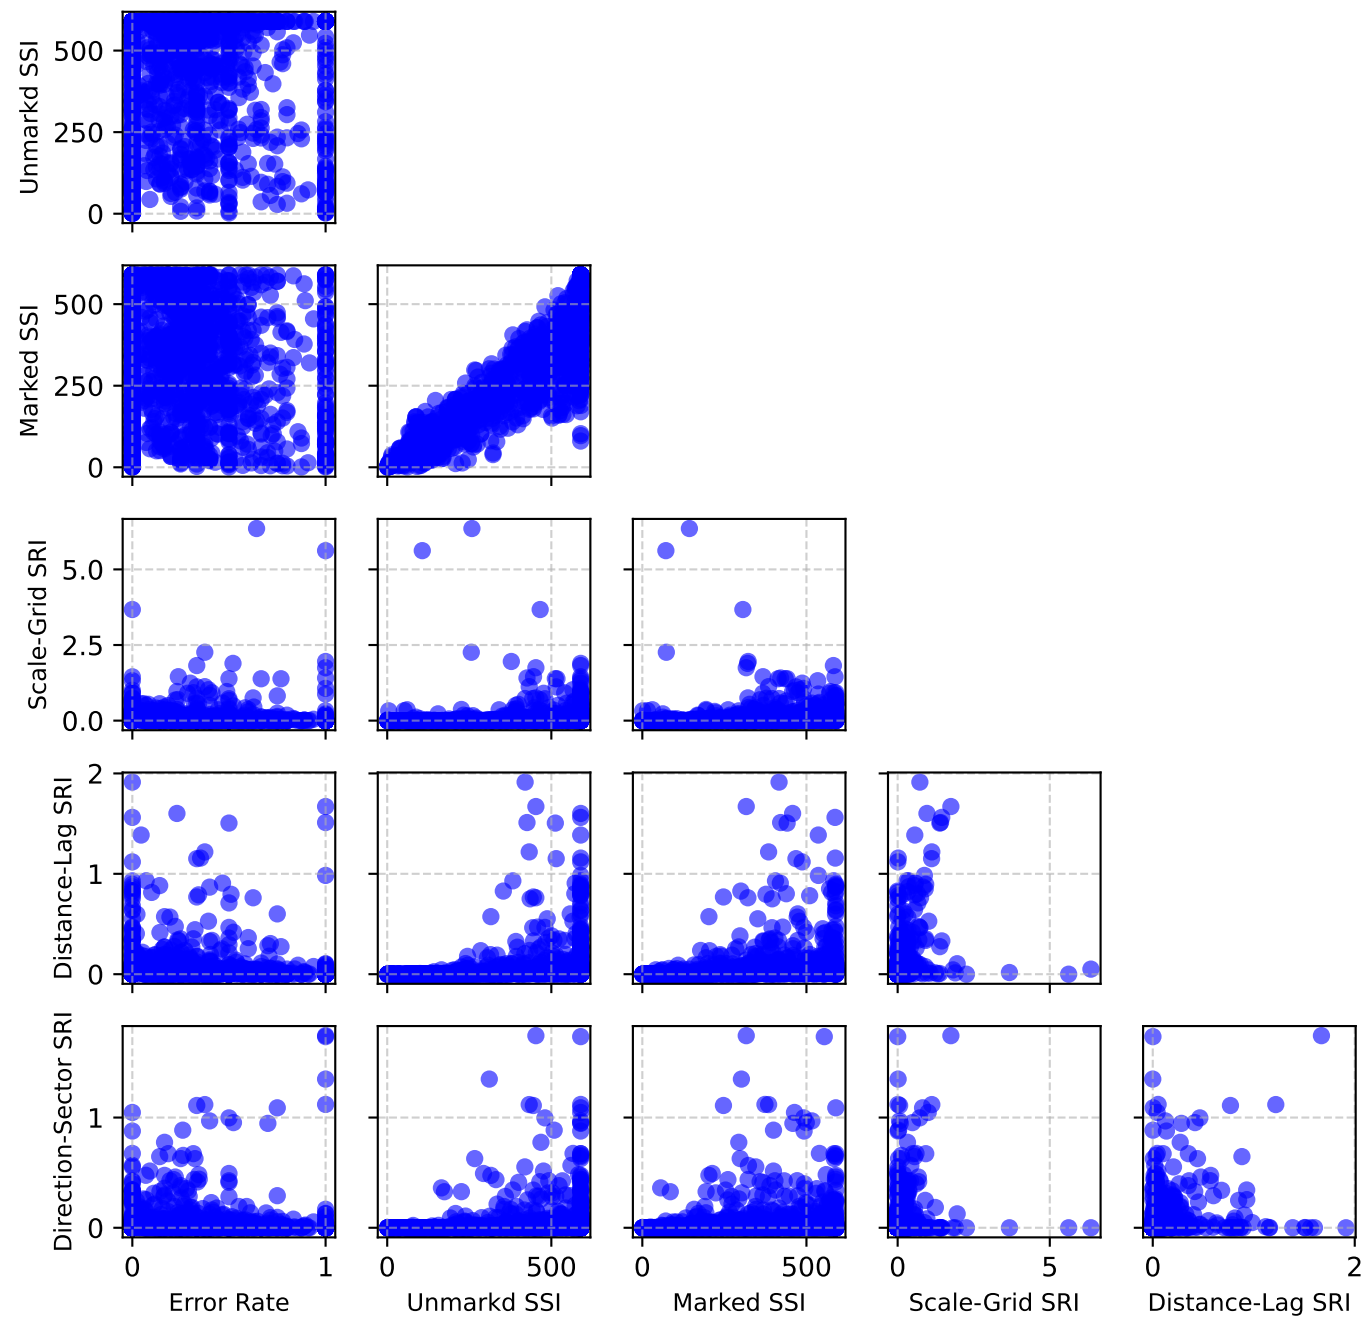 Unmarkd SSI
500
250
0
Marked SSI
500
250
0
Scale-Grid SRI
5.0
2.5
0.0
Distance-Lag SRI
2
1
0
Direction-Sector SRI
1
0
0 1 0 500 0 500 0 5 0 2
Error Rate Unmarkd SSI Marked SSI Scale-Grid SRI Distance-Lag SRI